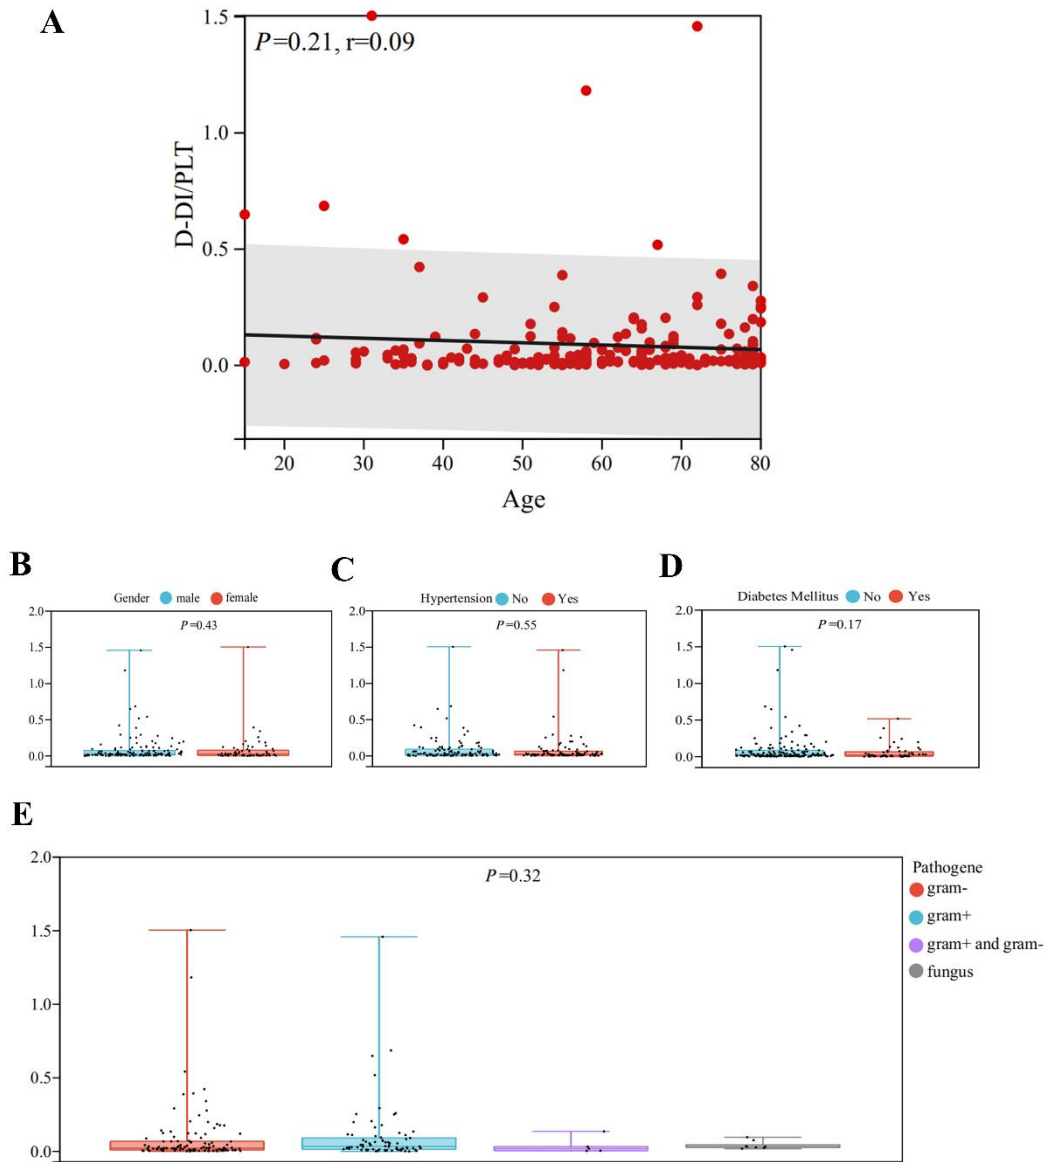 A
P=0.21, r=0.09
1.5
1.0
0.5
0.0
D-DI/PLT
20 30 40 50 60 70 80
Age
B
Gender male female
P=0.43
2.0
1.5
1.0
0.5
0.0
C
Hypertension No Yes
P=0.55
2.0
1.5
1.0
0.5
0.0
D
Diabetes Mellitus No Yes
P=0.17
2.0
1.5
1.0
0.5
0.0
E
P=0.32
2.0
1.5
1.0
0.5
0.0
Pathogene
gram-
gram+
gram+ and gram-
fungus